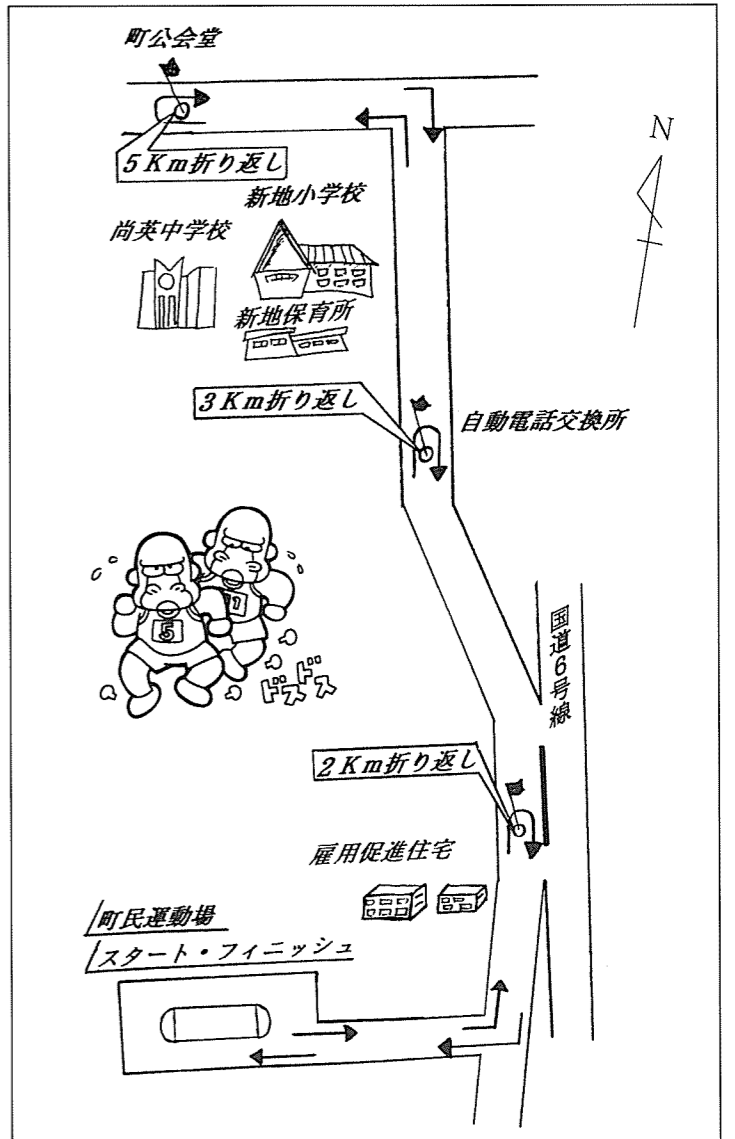 町公会堂
5Km折り返し
N
新地小学校
尚英中学校
新地保育所
3Km折り返し
自動電話交換所
国道6号線
5
11
ドスドス
2Km折り返し
雇用促進住宅
町民運動場
スタート・フィニッシュ